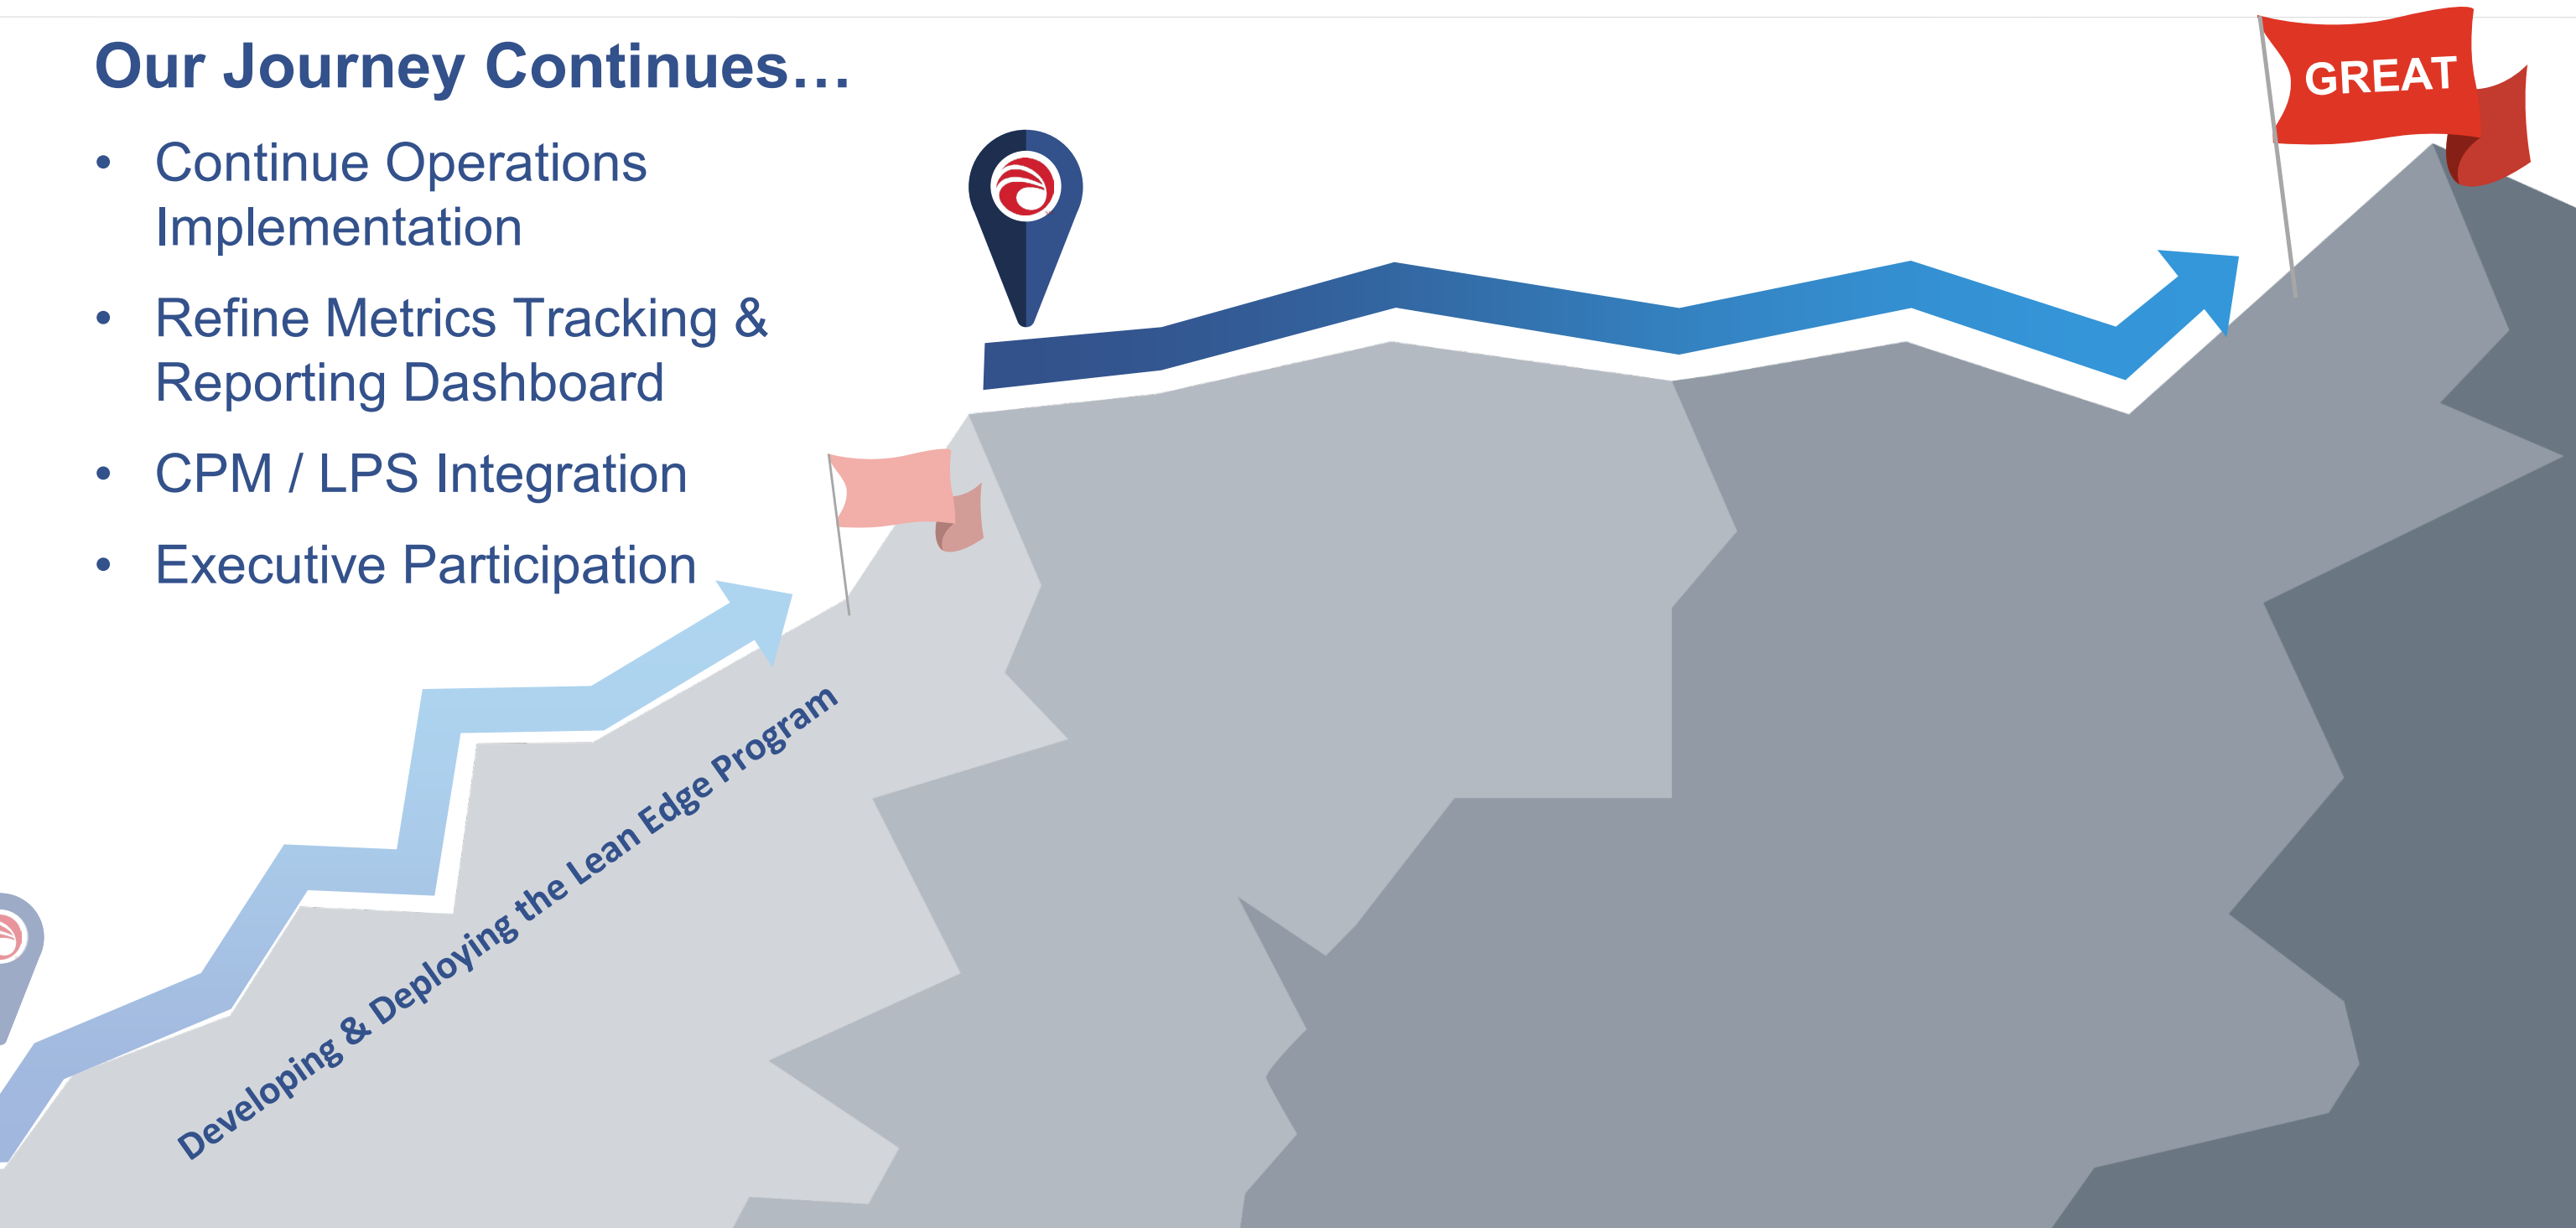 Our Journey Continues…
• Continue Operations
Implementation
• Refine Metrics Tracking &
Reporting Dashboard
• CPM / LPS Integration
• Executive Participation
GREAT
Developing & Deploying the Lean Edge Program